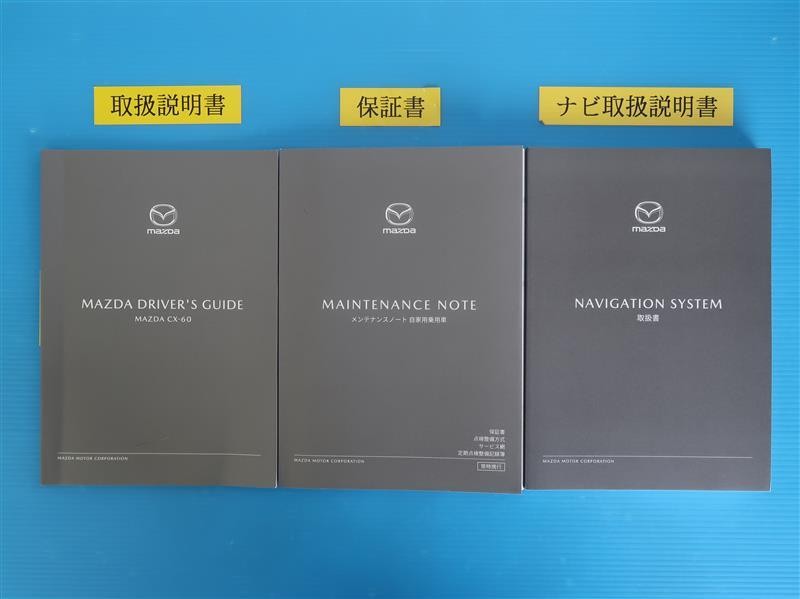 取扱説明書
保証書
ナビ取扱説明書
mazda
MAZDA DRIVER'S GUIDE
MAZDA CX-60
MAZDA MOTOR CORPORATION
mazda
MAINTENANCE NOTE
メンテナンスノート 自家用乗用車
保証書
点検整備方式
サービス網
定期点検整備記録簿
常時携行
MAZDA MOTOR CORPORATION
mazda
NAVIGATION SYSTEM
取扱書
MAZDA MOTOR CORPORATION